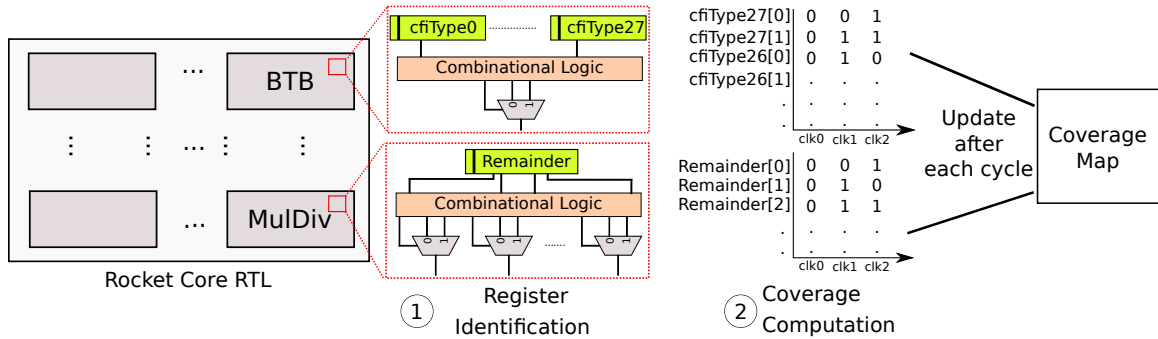 BTB
...
...
...
MulDiv
Rocket Core RTL
cfiType0 ........... cfiType27
Combinational Logic
0 1
Remainder
Combinational Logic
0 1 0 1 ....... 0 1
1 Register
Identification
cfiType27[0] 0 0 1
cfiType27[1] 0 1 1
cfiType26[0] 0 1 0
cfiType26[1] . . .
. . . .
. . . .
clk0 clk1 clk2
Remainder[0] 0 0 1
Remainder[1] 0 1 0
Remainder[2] 0 1 1
. . . .
. . . .
clk0 clk1 clk2
2 Coverage
Computation
Update
after
each cycle
Coverage
Map